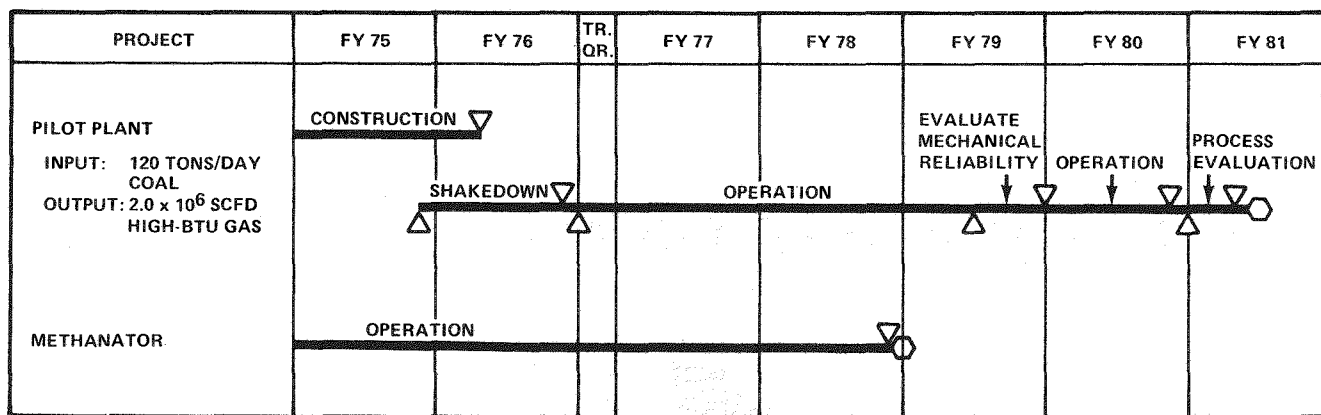 PROJECT FY 75 FY 76 TR. QR. FY 77 FY 78 FY 79 FY 80 FY 81
PILOT PLANT
INPUT: 120 TONS/DAY
COAL
OUTPUT: 2.0 x 10⁶ SCFD
HIGH-BTU GAS
CONSTRUCTION
SHAKEDOWN
OPERATION
EVALUATE
MECHANICAL
RELIABILITY
OPERATION
PROCESS
EVALUATION
METHANATOR
OPERATION